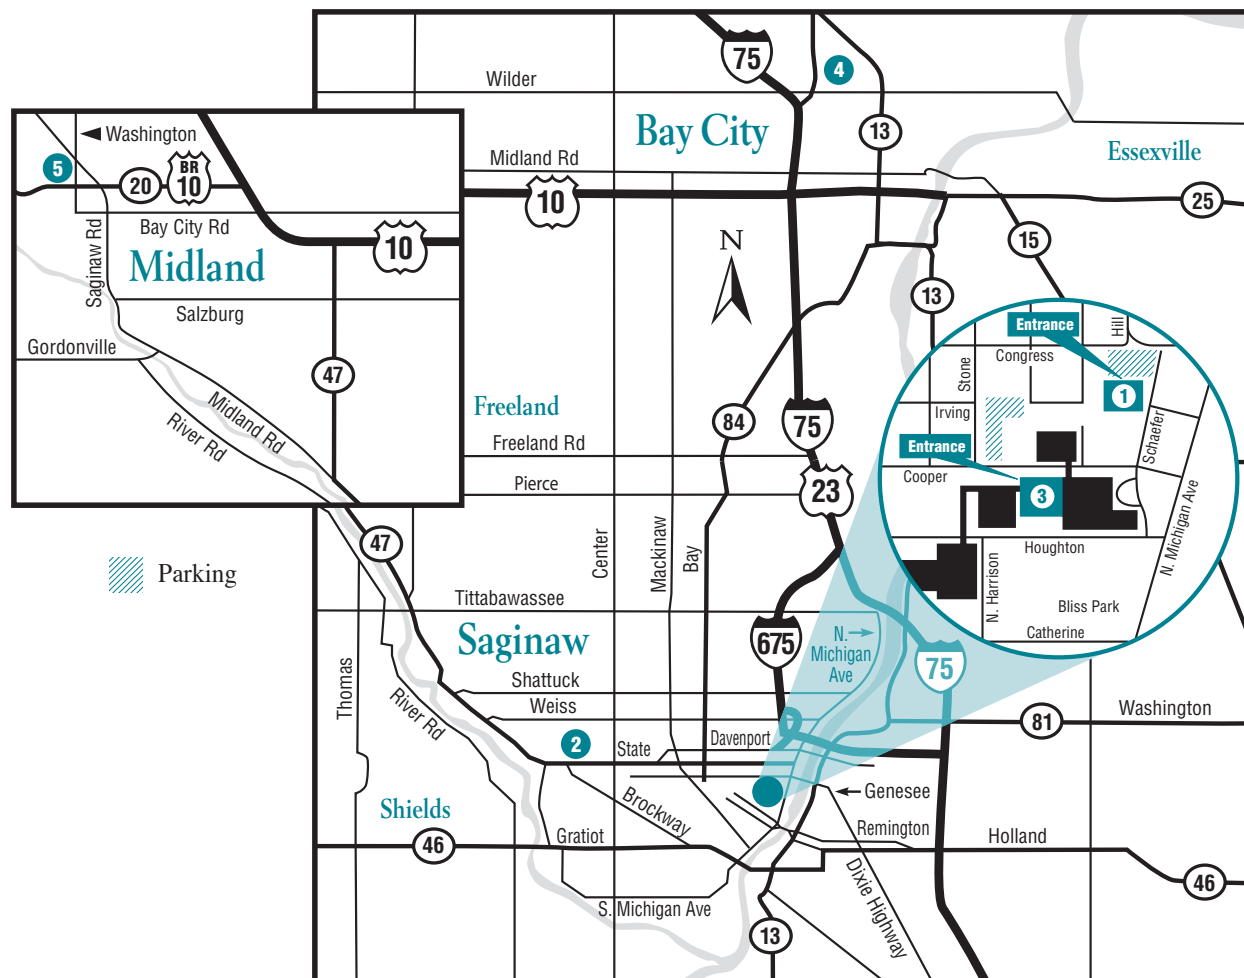 75
4
Wilder
13
Bay City
Essexville
Washington
5
20
BR
10
Midland Rd
10
25
Bay City Rd
10
Saginaw Rd
Midland
N
15
13
Salzburg
Entrance
Hill
Gordonville
Congress
Stone
47
1
Midland Rd
Freeland
84
75
Irving
Schaefer
River Rd
Freeland Rd
Entrance
Cooper
Pierce
23
3
N. Michigan Ave
47
Center
Mackinaw
Bay
Houghton
Parking
N. Harrison
Tittabawassee
Bliss Park
Saginaw
675
N.
Michigan
Ave
Catherine
75
Thomas
Shattuck
River Rd
Weiss
81
Washington
2
State
Davenport
Genesee
Shields
Brockway
Remington
46
Gratiot
Holland
Dixie Highway
46
S. Michigan Ave
13